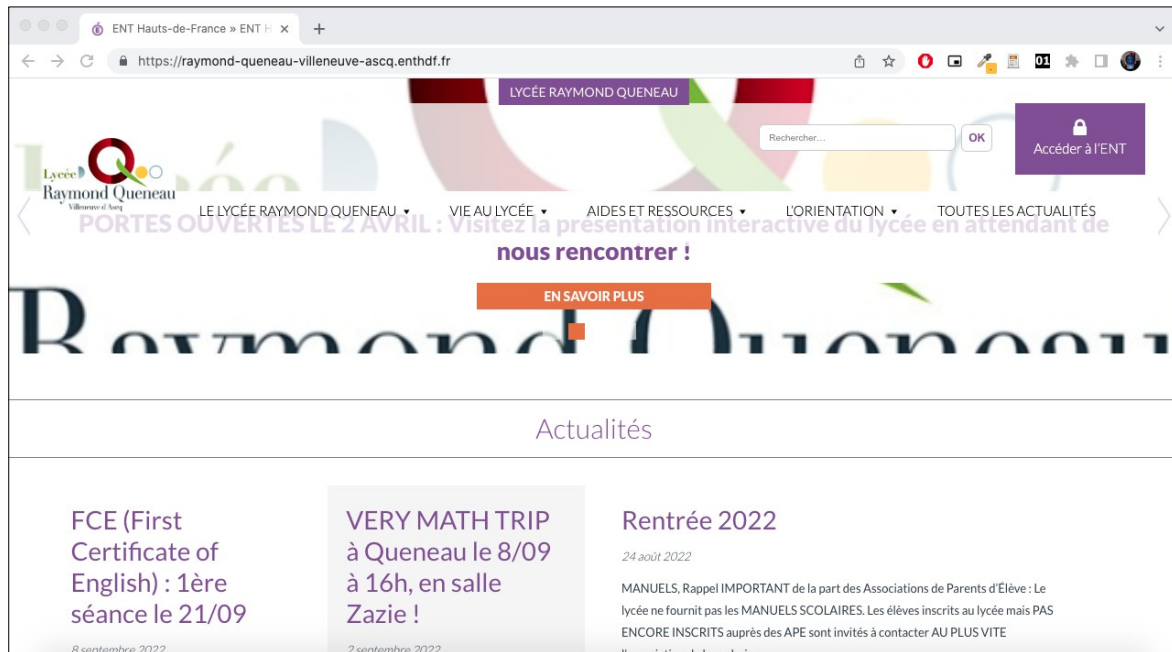 ENT Hauts-de-France » ENT H
https://raymond-queneau-villeneuve-ascq.enthdf.fr
01
LYCÉE RAYMOND QUENEAU
Rechercher...
OK
Accéder à l'ENT
Lycée
Raymond Queneau
Villeneuve d'Ascq
LE LYCÉE RAYMOND QUENEAU
VIE AU LYCÉE
AIDES ET RESSOURCES
L'ORIENTATION
TOUTES LES ACTUALITÉS
PORTES OUVERTES LE 2 AVRIL : Visitez la présentation interactive du lycée en attendant de
nous rencontrer !
EN SAVOIR PLUS
Raymond Queneau
Actualités
FCE (First
Certificate of
English) : 1ère
séance le 21/09
8 septembre 2022
VERY MATH TRIP
à Queneau le 8/09
à 16h, en salle
Zazie !
2 septembre 2022
Rentrée 2022
24 août 2022
MANUELS, Rappel IMPORTANT de la part des Associations de Parents d'Élève : Le
lycée ne fournit pas les MANUELS SCOLAIRES. Les élèves inscrits au lycée mais PAS
ENCORE INSCRITS auprès des APE sont invités à contacter AU PLUS VITE